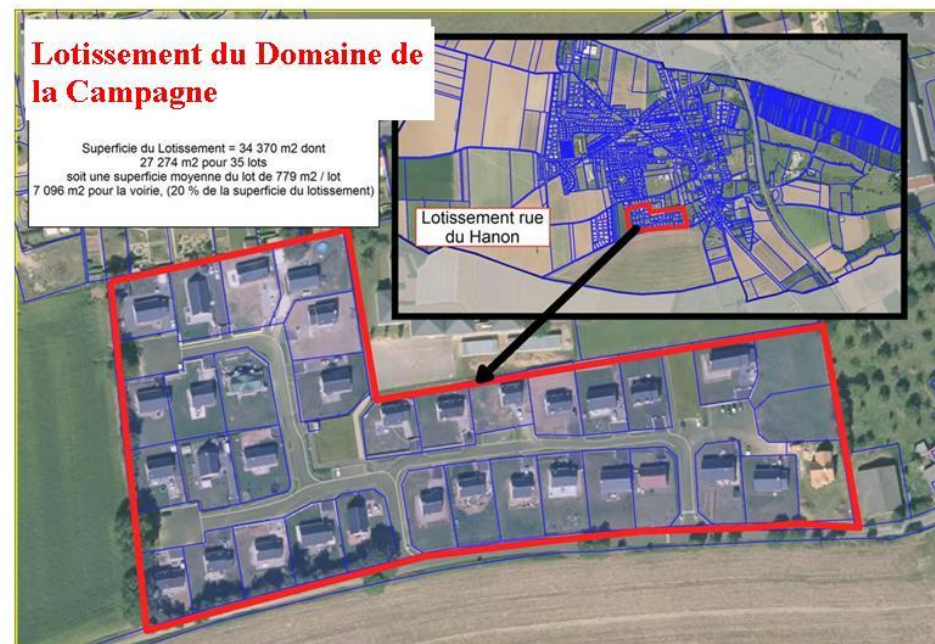 Lotissement du Domaine de
la Campagne
Superficie du Lotissement = 34 370 m2 dont
27 274 m2 pour 35 lots
soit une superficie moyenne du lot de 779 m2 / lot
7 096 m2 pour la voirie, (20 % de la superficie du lotissement)
Lotissement rue
du Hanon